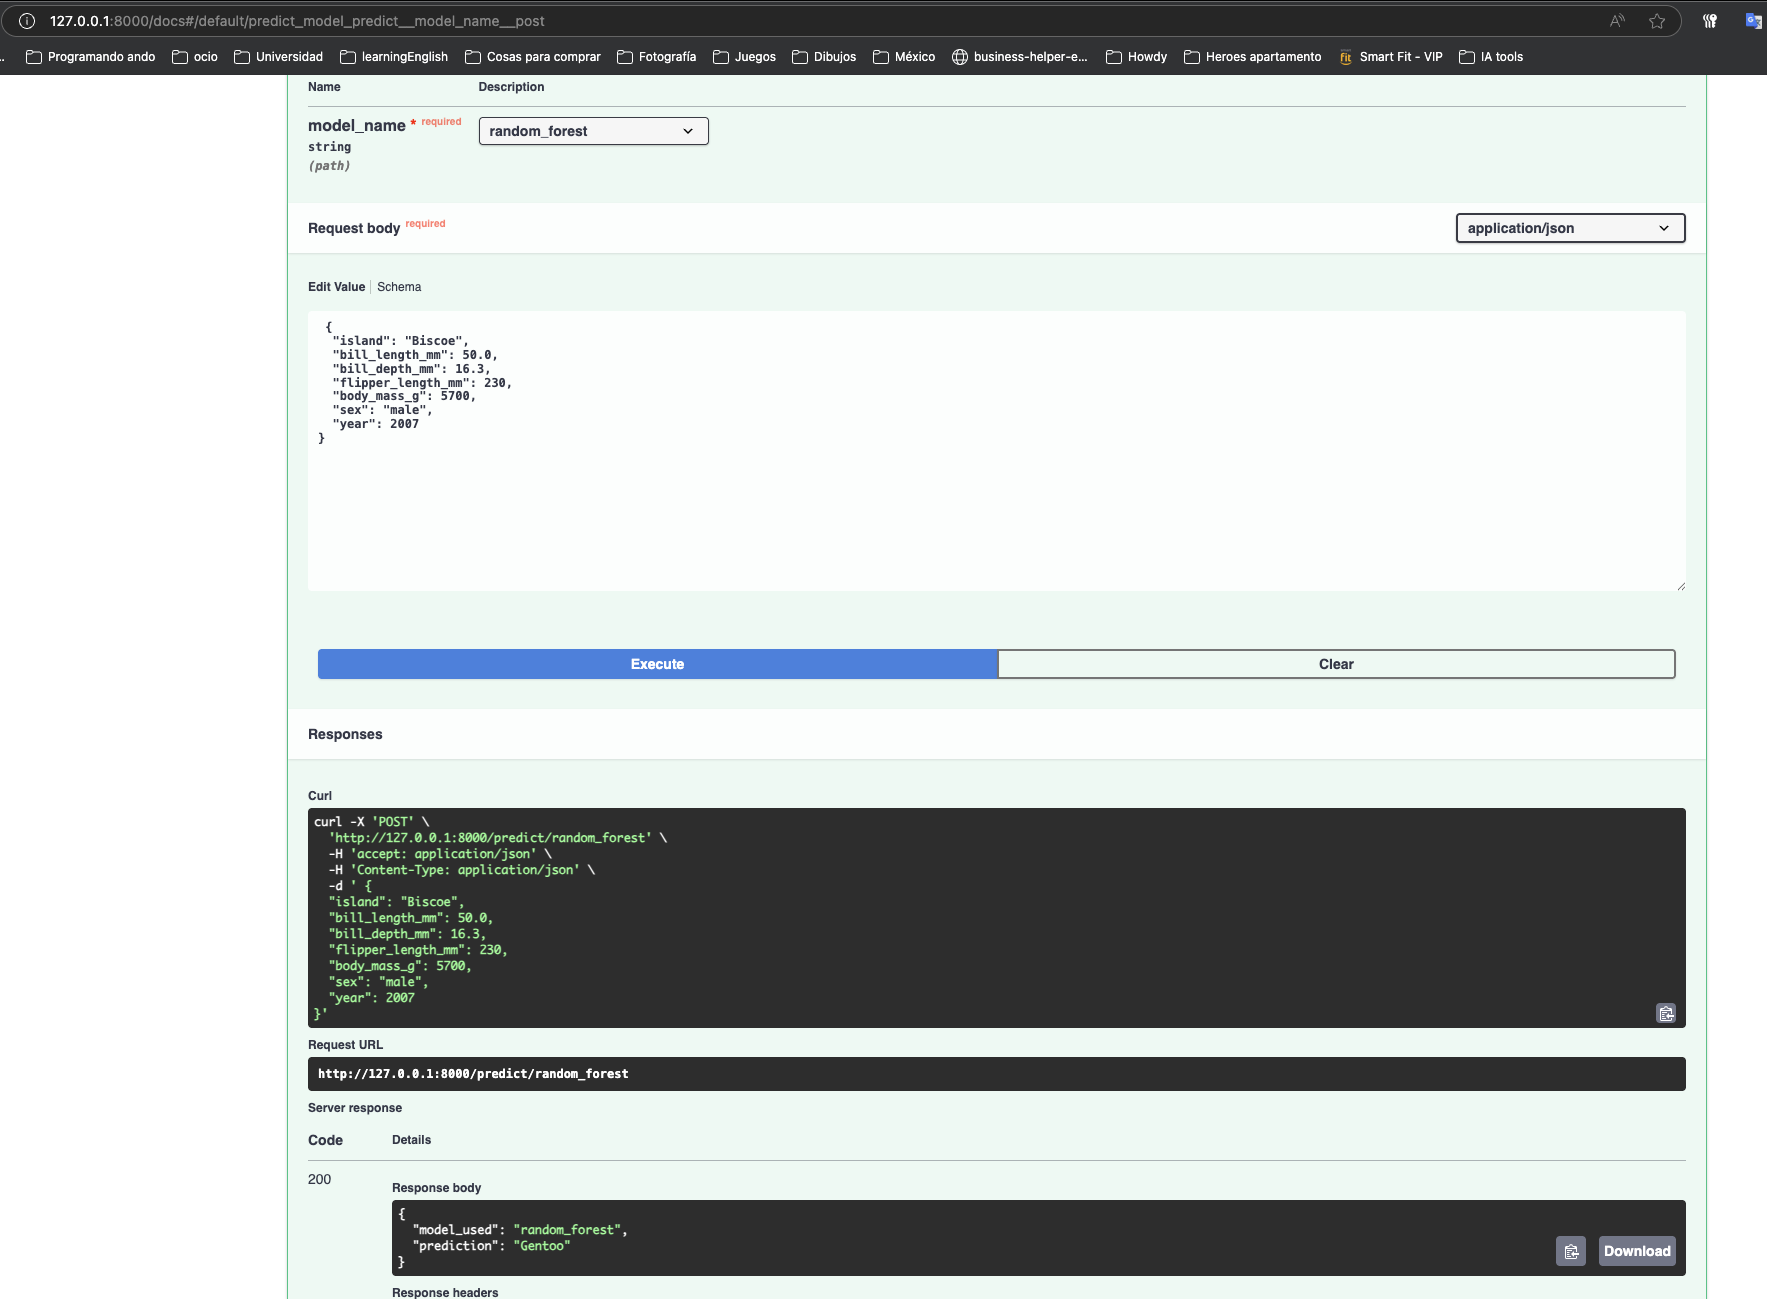 127.0.0.1:8000/docs#/default/predict_model_predict__model_name__post
Programando ando ocio Universidad learningEnglish Cosas para comprar Fotografía Juegos Dibujos México business-helper-e... Howdy Heroes apartamento fit Smart Fit - VIP IA tools
Name Description
model_name * required random_forest
string
(path)
Request body required application/json
Edit Value Schema
{
"island": "Biscoe",
"bill_length_mm": 50.0,
"bill_depth_mm": 16.3,
"flipper_length_mm": 230,
"body_mass_g": 5700,
"sex": "male",
"year": 2007
}
Execute Clear
Responses
Curl
curl -X 'POST' \
'http://127.0.0.1:8000/predict/random_forest' \
-H 'accept: application/json' \
-H 'Content-Type: application/json' \
-d ' {
"island": "Biscoe",
"bill_length_mm": 50.0,
"bill_depth_mm": 16.3,
"flipper_length_mm": 230,
"body_mass_g": 5700,
"sex": "male",
"year": 2007
}'
Request URL
http://127.0.0.1:8000/predict/random_forest
Server response
Code Details
200
Response body
{
"model_used": "random_forest",
"prediction": "Gentoo"
}
Download
Response headers